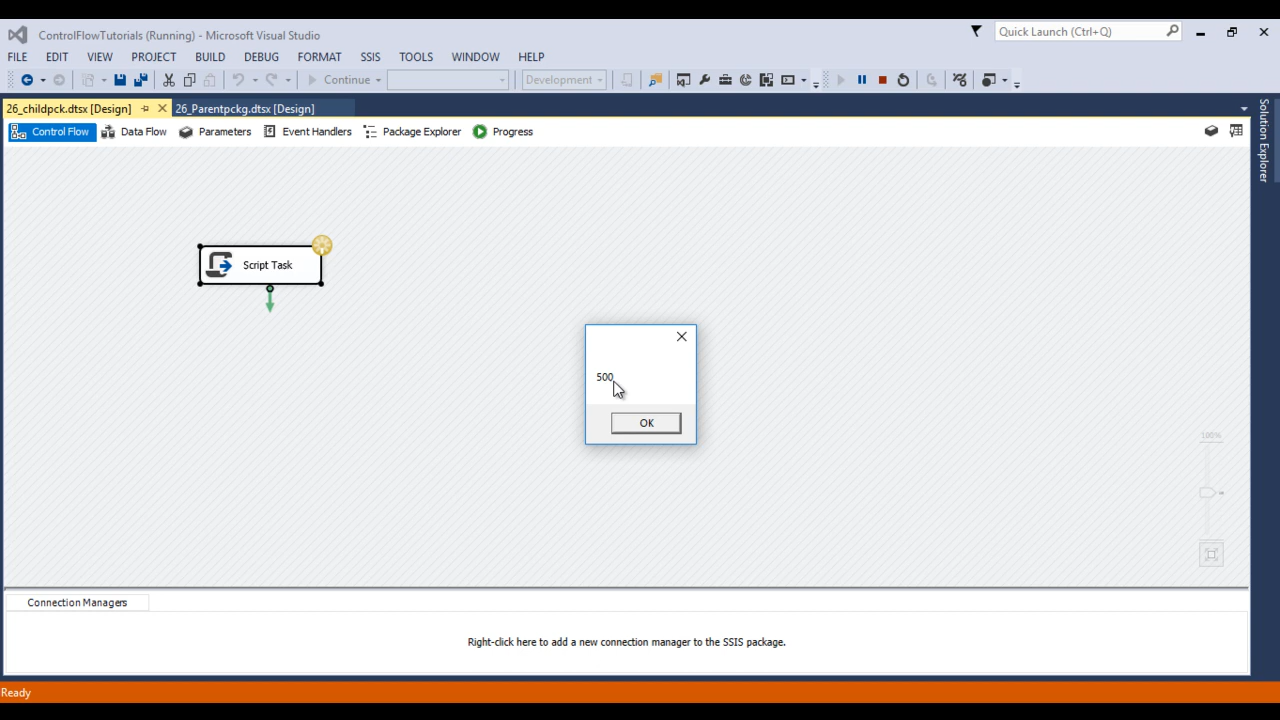 ControlFlowTutorials (Running) - Microsoft Visual Studio
Quick Launch (Ctrl+Q)
FILE EDIT VIEW PROJECT BUILD DEBUG FORMAT SSIS TOOLS WINDOW HELP
Continue Development
26_childpck.dtsx [Design] 26_Parentpckg.dtsx [Design]
Control Flow Data Flow Parameters Event Handlers Package Explorer Progress
Solution Explorer
Script Task
500
OK
100%
Connection Managers
Right-click here to add a new connection manager to the SSIS package.
Ready